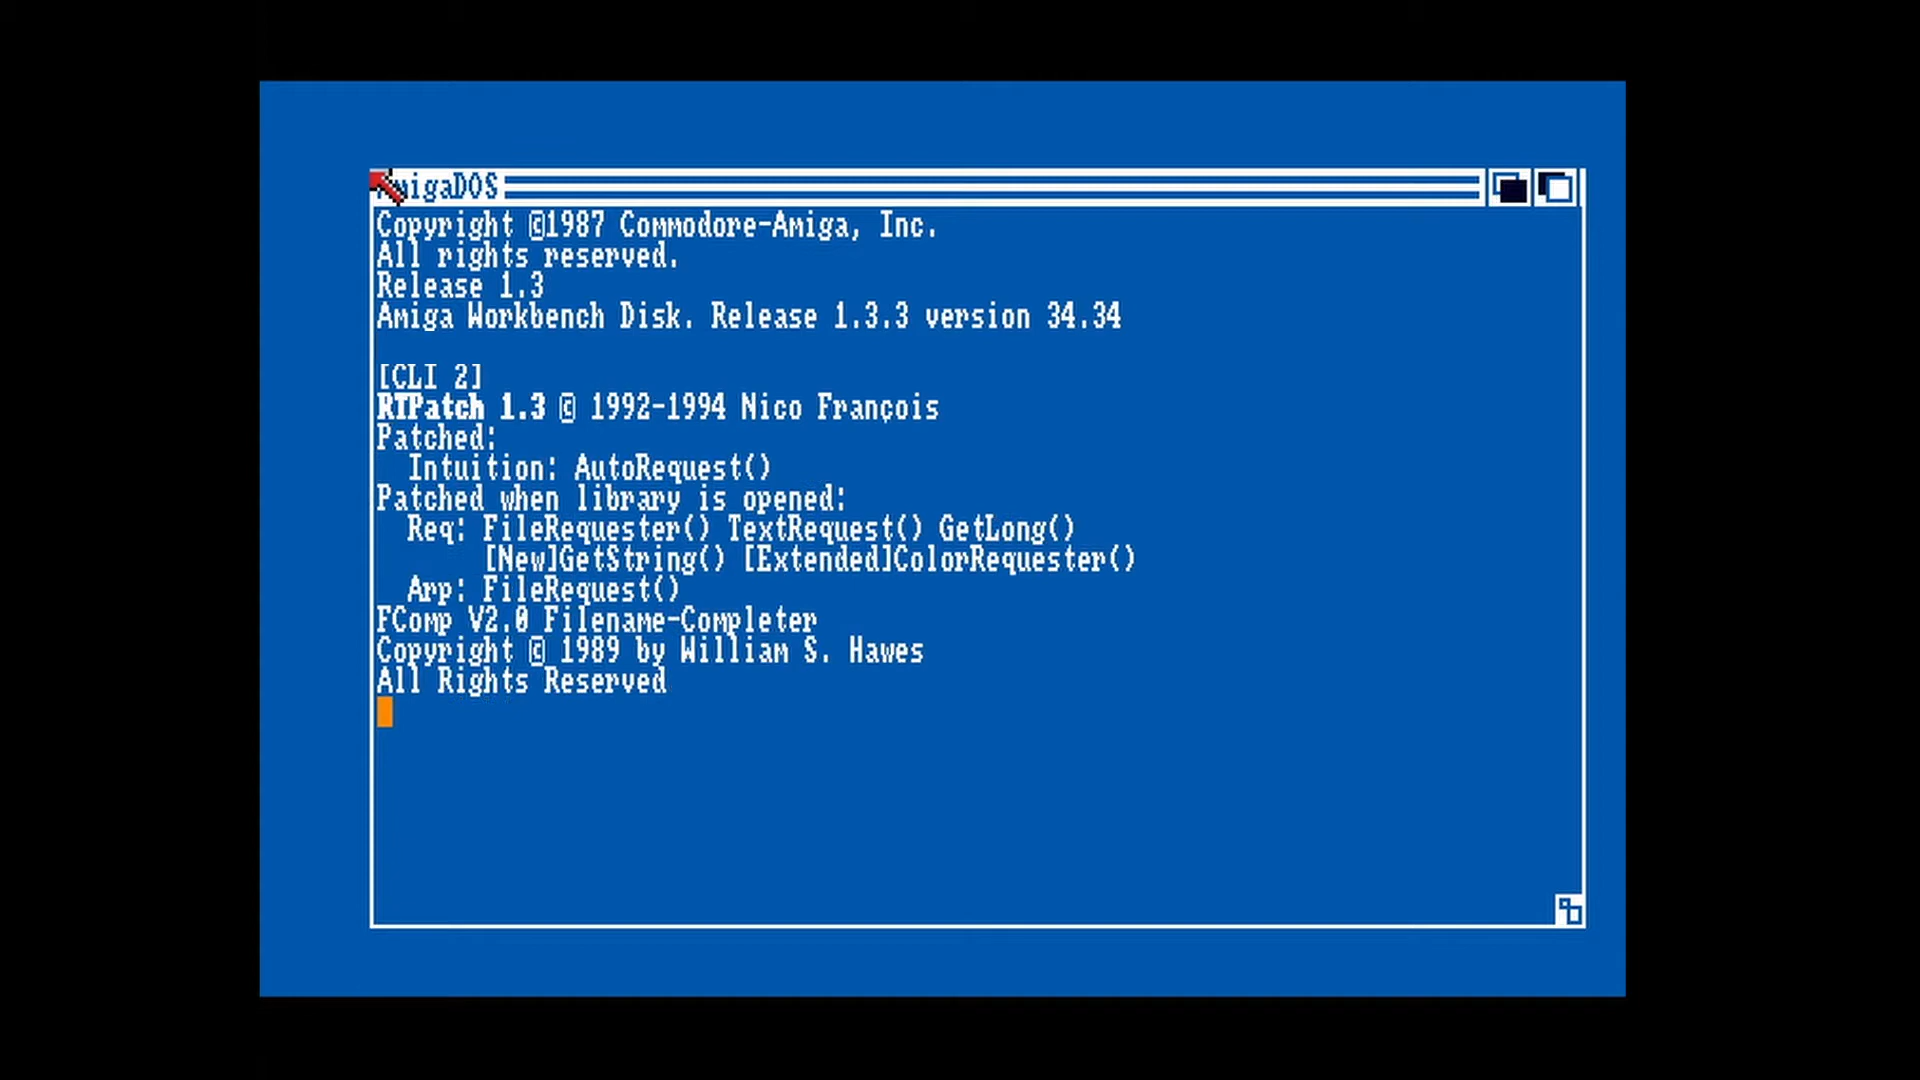 AmigaDOS
Copyright ©1987 Commodore-Amiga, Inc.
All rights reserved.
Release 1.3
Amiga Workbench Disk. Release 1.3.3 version 34.34
[CLI 2]
RTPatch 1.3 © 1992-1994 Nico François
Patched:
Intuition: AutoRequest()
Patched when library is opened:
Req: FileRequester() TextRequest() GetLong()
[New]GetString() [Extended]ColorRequester()
Arp: FileRequest()
FComp V2.0 Filename-Completer
Copyright © 1989 by William S. Hawes
All Rights Reserved